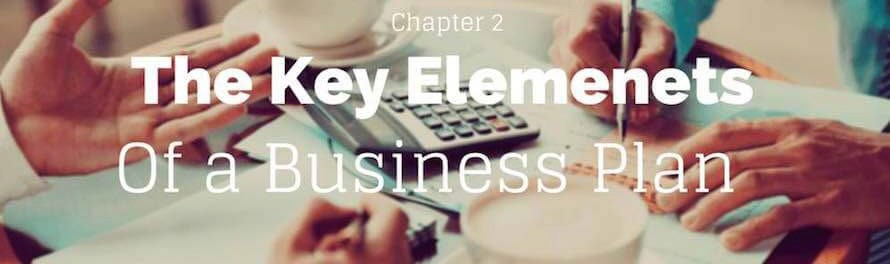 Chapter 2
The Key Elemenets
Of a Business Plan